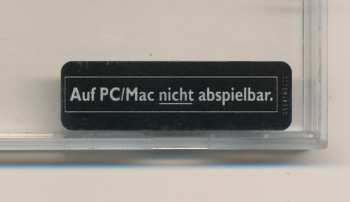 Auf PC/Mac nicht abspielbar.